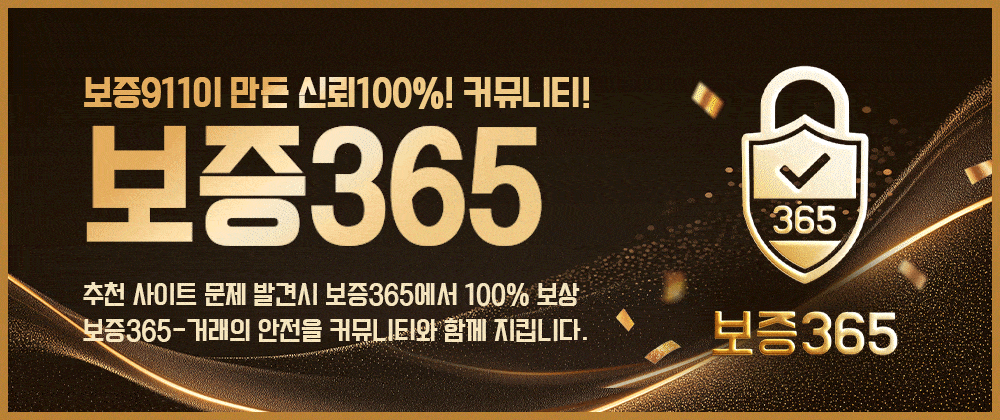 보증911이 만든 신뢰100%! 커뮤니티!
보증365
추천 사이트 문제 발견시 보증365에서 100% 보상
보증365-거래의 안전을 커뮤니티와 함께 지킵니다.
365
보증365